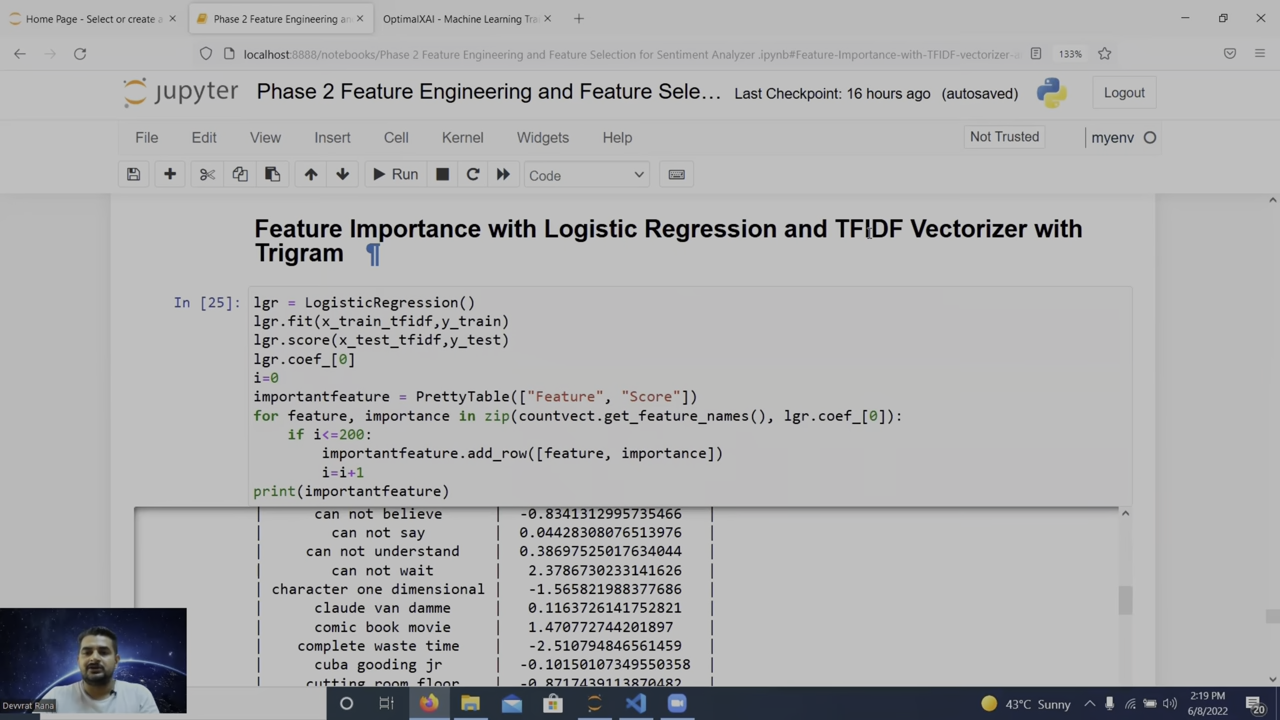 Home Page - Select or create a
Phase 2 Feature Engineering an
OptimalXAI - Machine Learning Tra
localhost:8888/notebooks/Phase 2 Feature Engineering and Feature Selection for Sentiment Analyzer .ipynb#Feature-Importance-with-TFIDF-vectorizer-a
133%
jupyter
Phase 2 Feature Engineering and Feature Sele…
Last Checkpoint: 16 hours ago
(autosaved)
Logout
File
Edit
View
Insert
Cell
Kernel
Widgets
Help
Not Trusted
myenv
Run
Code
Feature Importance with Logistic Regression and TFIDF Vectorizer with
Trigram ¶
In [25]:
lgr = LogisticRegression()
lgr.fit(x_train_tfidf,y_train)
lgr.score(x_test_tfidf,y_test)
lgr.coef_[0]
i=0
importantfeature = PrettyTable(["Feature", "Score"])
for feature, importance in zip(countvect.get_feature_names(), lgr.coef_[0]):
if i<=200:
importantfeature.add_row([feature, importance])
i=i+1
print(importantfeature)
| can not believe | -0.8341312995735466 |
| can not say | 0.04428308076513976 |
| can not understand | 0.38697525017634044 |
| can not wait | 2.3786730233141626 |
| character one dimensional | -1.565821988377686 |
| claude van damme | 0.1163726141752821 |
| comic book movie | 1.470772744201897 |
| complete waste time | -2.510794846561459 |
| cuba gooding jr | -0.10150107349550358 |
| cutting room floor | -0.8717439113870482 |
Devvrat Rana
43°C Sunny
2:19 PM
6/8/2022
20